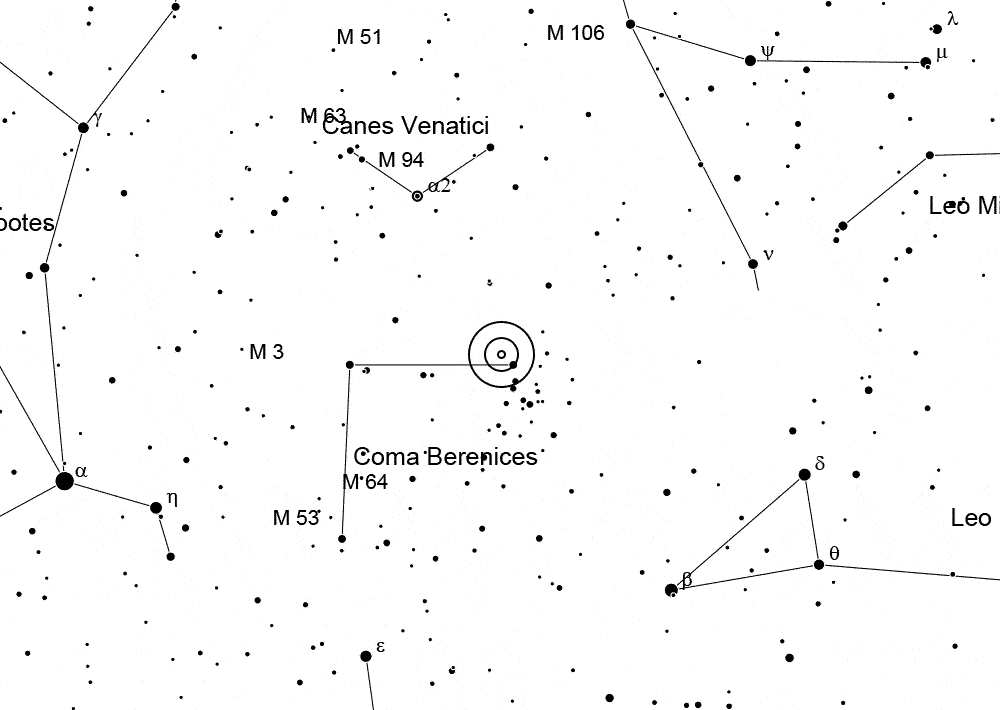 λ
M 51
M 106
ψ
μ
M 63
γ
Canes Venatici
M 94
α2
Leo Mi
ootes
ν
M 3
Coma Berenices
δ
α
M 64
η
M 53
Leo
θ
β
ε